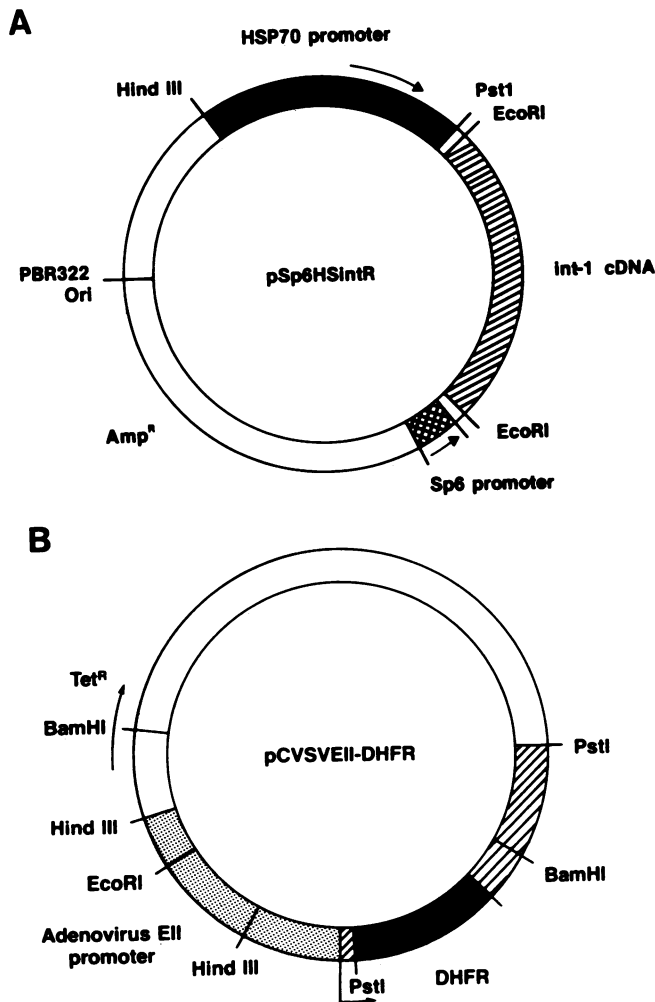 A
HSP70 promoter
Hind III
Pst1
EcoRI
PBR322
Ori
pSp6HSintR
int-1 cDNA
Amp^R
EcoRI
Sp6 promoter
B
Tet^R
BamHI
pCVSVEII-DHFR
PstI
Hind III
BamHI
EcoRI
Adenovirus EII
promoter
Hind III
PstI
DHFR